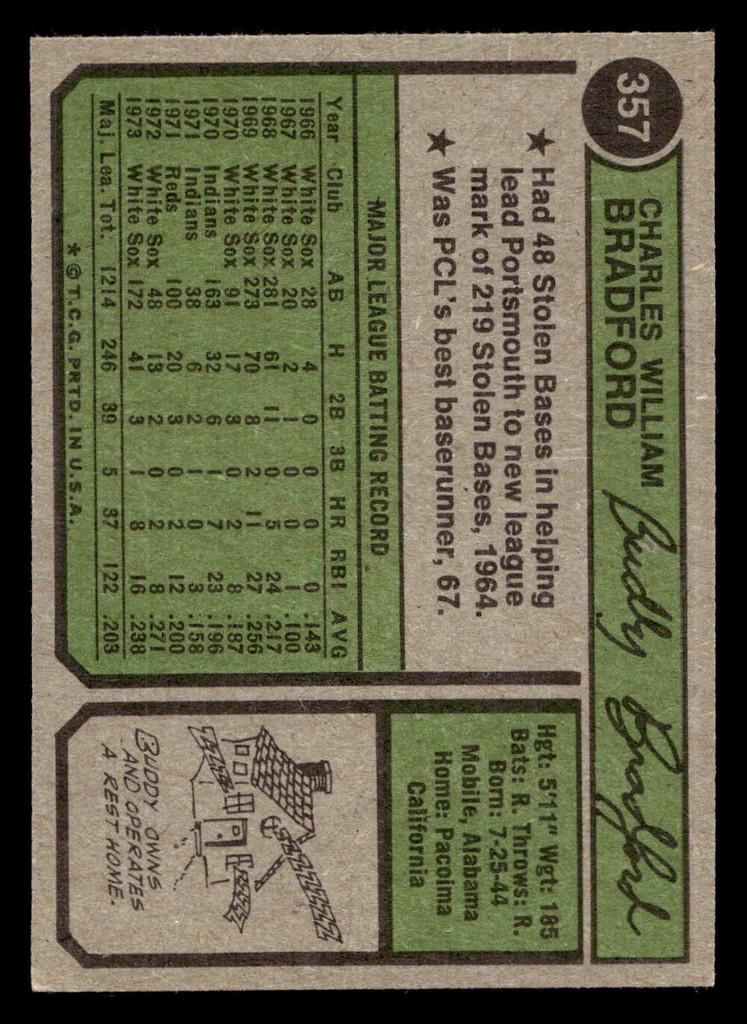 357
CHARLES WILLIAM
BRADFORD
Buddy Bradford
★ Had 48 Stolen Bases in helping
lead Portsmouth to new league
mark of 219 Stolen Bases, 1964.
★ Was PCL's best baserunner, 67.
MAJOR LEAGUE BATTING RECORD
Year Club AB H 2B 3B HR RBI AVG
1966 White Sox 28 4 0 0 0 0 .143
1967 White Sox 20 2 1 0 0 1 .100
1968 White Sox 281 61 11 0 5 24 .217
1969 White Sox 273 70 8 2 11 27 .256
1970 White Sox 91 17 3 0 2 8 .187
1970 Indians 163 32 6 1 7 23 .196
1971 Indians 38 6 2 1 0 3 .158
1971 Reds 100 20 3 0 2 12 .200
1972 White Sox 48 13 2 0 2 8 .271
1973 White Sox 172 41 3 1 8 16 .238
Maj. Lea. Tot. 1214 246 39 5 37 122 .203
* © T.C.G. PRTD. IN U.S.A.
Hgt: 5'11" Wgt: 185
Bats: R. Throws: R.
Born: 7-25-44
Mobile, Alabama
Home: Pacoima
California
BUDDY OWNS
AND OPERATES
A REST HOME.